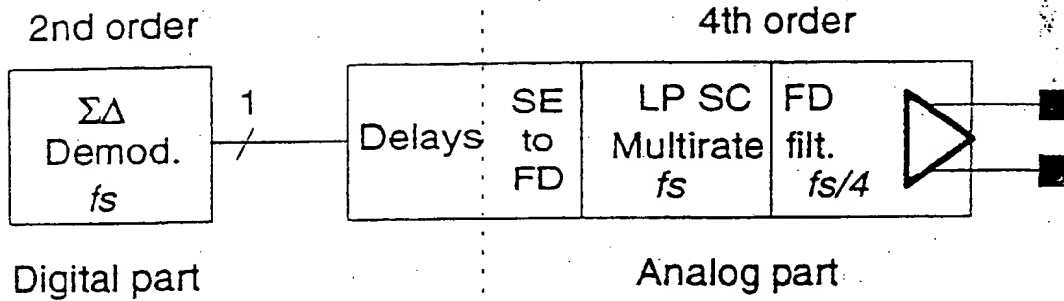 2nd order
4th order
ΣΔ
Demod.
fs
1
Delays
SE
to
FD
LP SC
Multirate
fs
FD
filt.
fs/4
Digital part
Analog part